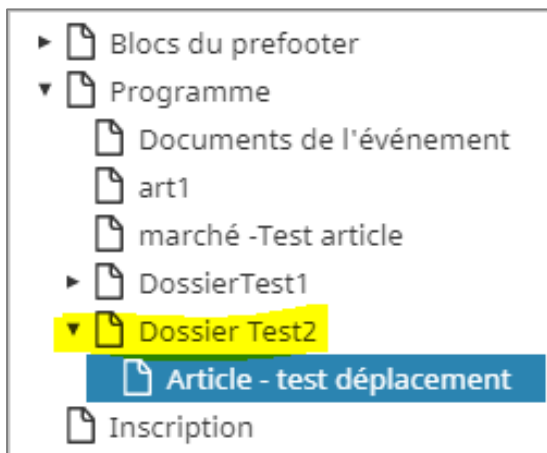 Blocs du prefooter
Programme
Documents de l'événement
art1
marché -Test article
DossierTest1
Dossier Test2
Article - test déplacement
Inscription